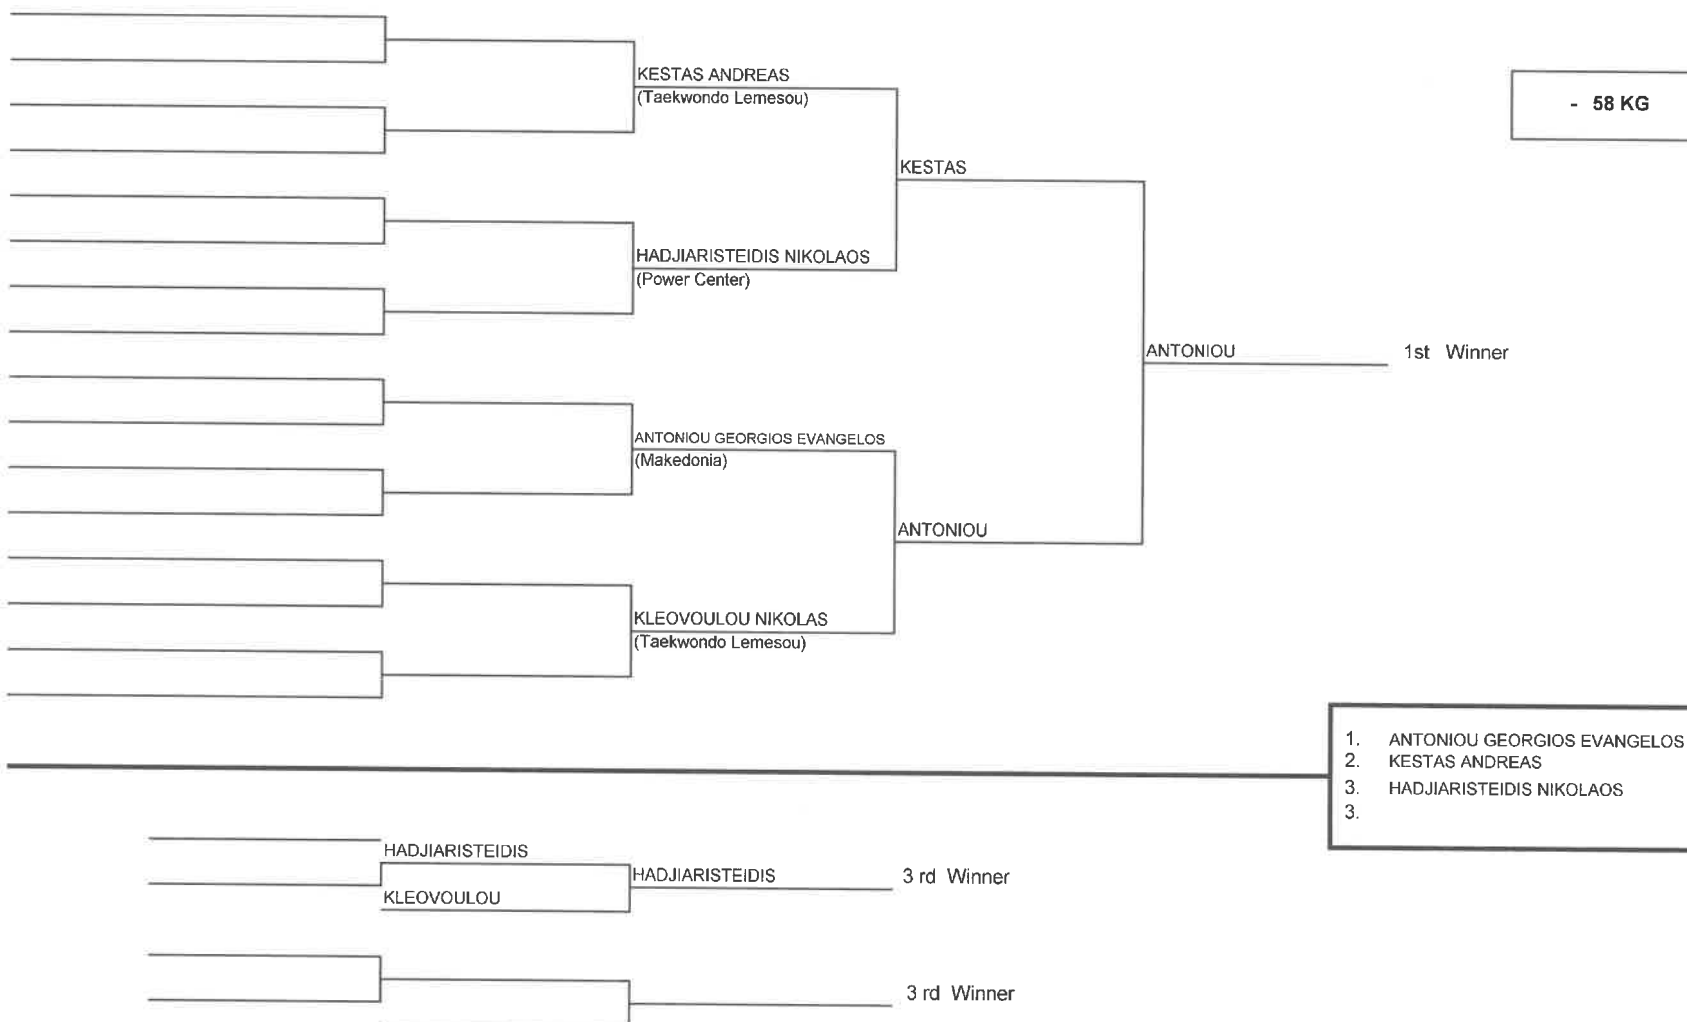 KESTAS ANDREAS
(Taekwondo Lemesou)
- 58 KG
KESTAS
HADJIARISTEIDIS NIKOLAOS
(Power Center)
ANTONIOU
1st Winner
ANTONIOU GEORGIOS EVANGELOS
(Makedonia)
ANTONIOU
KLEOVOULOU NIKOLAS
(Taekwondo Lemesou)
1. ANTONIOU GEORGIOS EVANGELOS
2. KESTAS ANDREAS
3. HADJIARISTEIDIS NIKOLAOS
3.
HADJIARISTEIDIS
HADJIARISTEIDIS
3 rd Winner
KLEOVOULOU
3 rd Winner